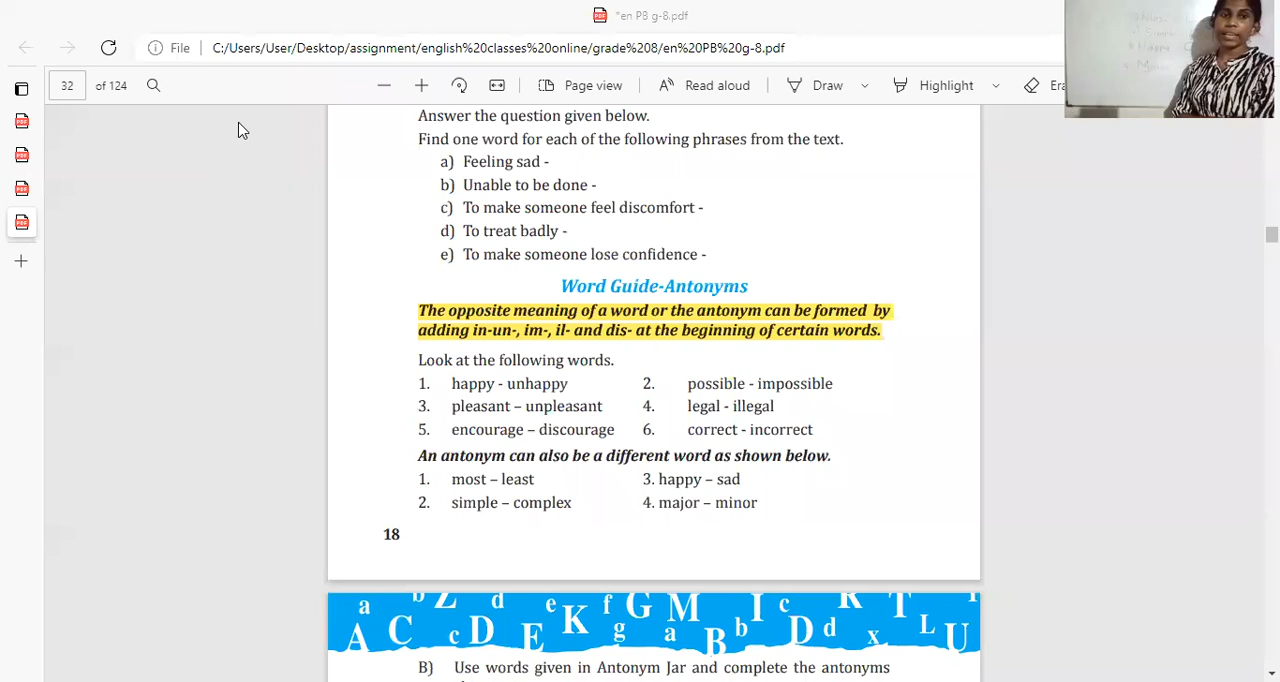 *en PB g-8.pdf
File C:/Users/User/Desktop/assignment/english%20classes%20online/grade%208/en%20PB%20g-8.pdf
32 of 124 Page view Read aloud Draw Highlight
Answer the question given below.
Find one word for each of the following phrases from the text.
a) Feeling sad -
b) Unable to be done -
c) To make someone feel discomfort -
d) To treat badly -
e) To make someone lose confidence -
Word Guide-Antonyms
The opposite meaning of a word or the antonym can be formed by
adding in-un-, im-, il- and dis- at the beginning of certain words.
Look at the following words.
1. happy - unhappy 2. possible - impossible
3. pleasant – unpleasant 4. legal - illegal
5. encourage – discourage 6. correct - incorrect
An antonym can also be a different word as shown below.
1. most – least 3. happy – sad
2. simple – complex 4. major – minor
18
a b Z d e K f g G M a B b I c D d R x T L U
A C c D E
B) Use words given in Antonym Jar and complete the antonyms